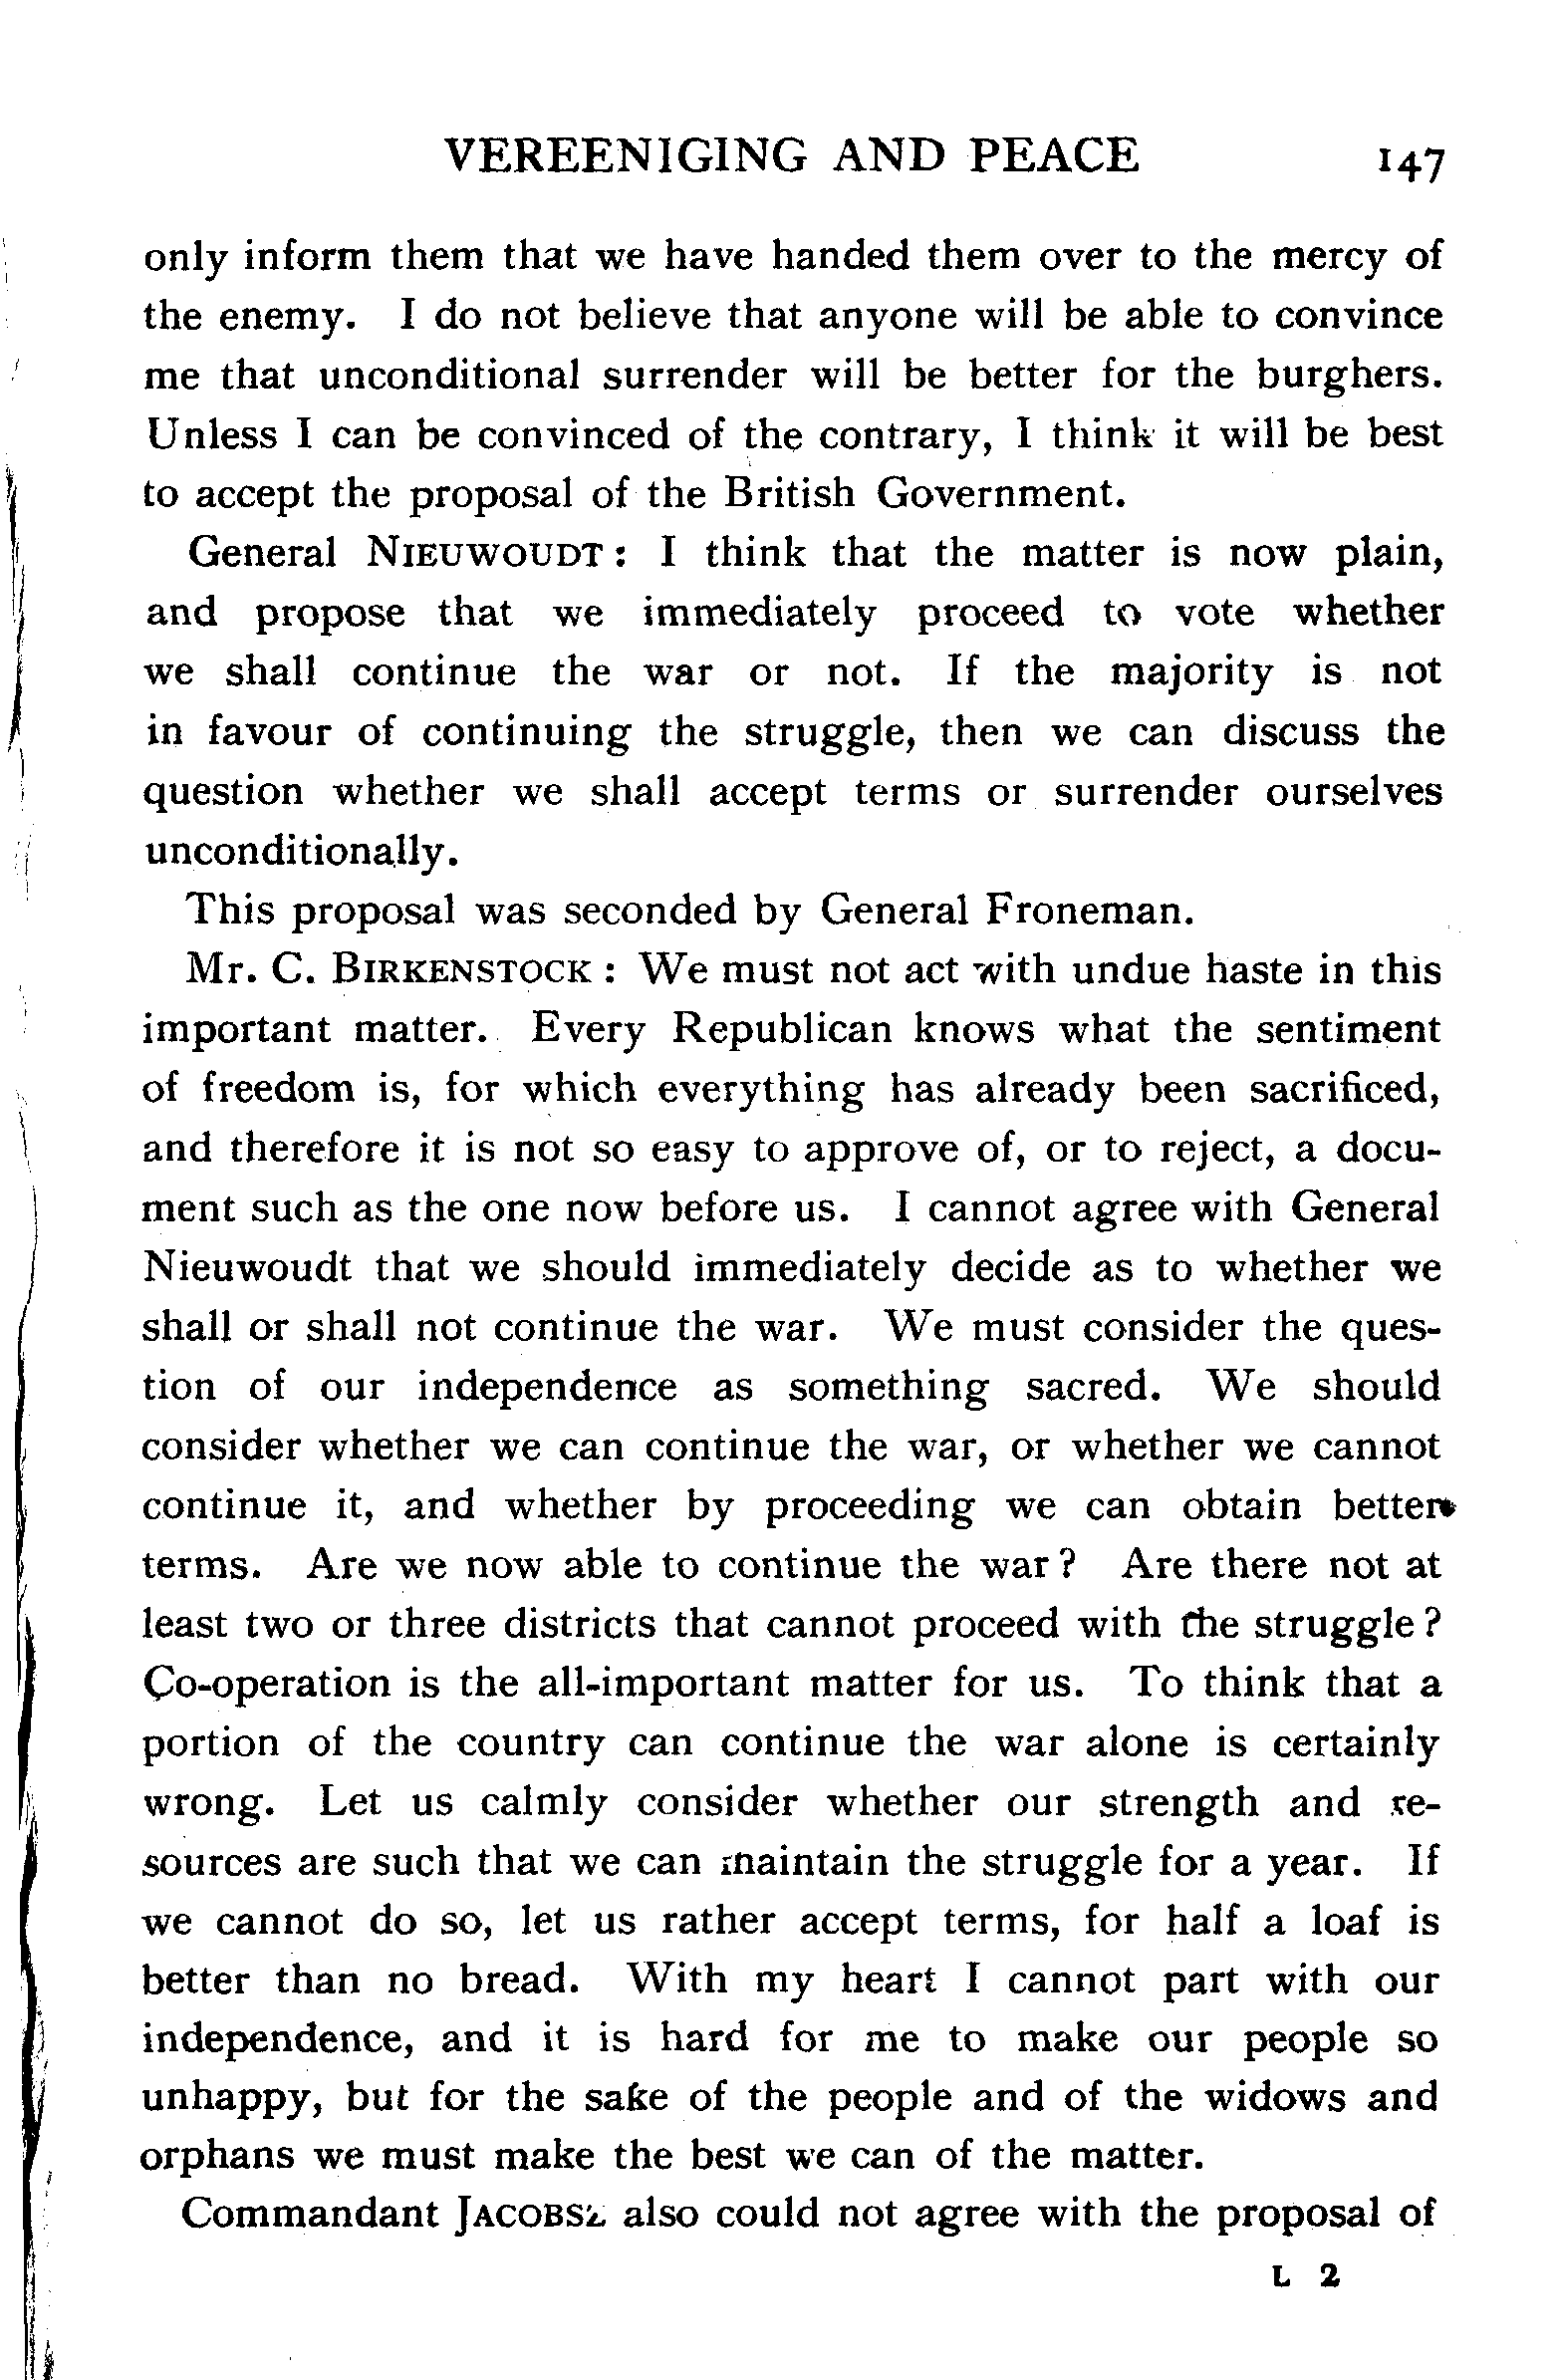 VEREENIGING AND PEACE 147
only inform them that we have handed them over to the mercy of
the enemy. I do not believe that anyone will be able to convince
me that unconditional surrender will be better for the burghers.
Unless I can be convinced of the contrary, I think it will be best
to accept the proposal of the British Government.
General NIEUWOUDT: I think that the matter is now plain,
and propose that we immediately proceed to vote whether
we shall continue the war or not. If the majority is not
in favour of continuing the struggle, then we can discuss the
question whether we shall accept terms or surrender ourselves
unconditionally.
This proposal was seconded by General Froneman.
Mr. C. BIRKENSTOCK: We must not act with undue haste in this
important matter. Every Republican knows what the sentiment
of freedom is, for which everything has already been sacrificed,
and therefore it is not so easy to approve of, or to reject, a docu-
ment such as the one now before us. I cannot agree with General
Nieuwoudt that we should immediately decide as to whether we
shall or shall not continue the war. We must consider the ques-
tion of our independence as something sacred. We should
consider whether we can continue the war, or whether we cannot
continue it, and whether by proceeding we can obtain better
terms. Are we now able to continue the war? Are there not at
least two or three districts that cannot proceed with the struggle?
Co-operation is the all-important matter for us. To think that a
portion of the country can continue the war alone is certainly
wrong. Let us calmly consider whether our strength and re-
sources are such that we can maintain the struggle for a year. If
we cannot do so, let us rather accept terms, for half a loaf is
better than no bread. With my heart I cannot part with our
independence, and it is hard for me to make our people so
unhappy, but for the sake of the people and of the widows and
orphans we must make the best we can of the matter.
Commandant JACOBSZ also could not agree with the proposal of
L 2